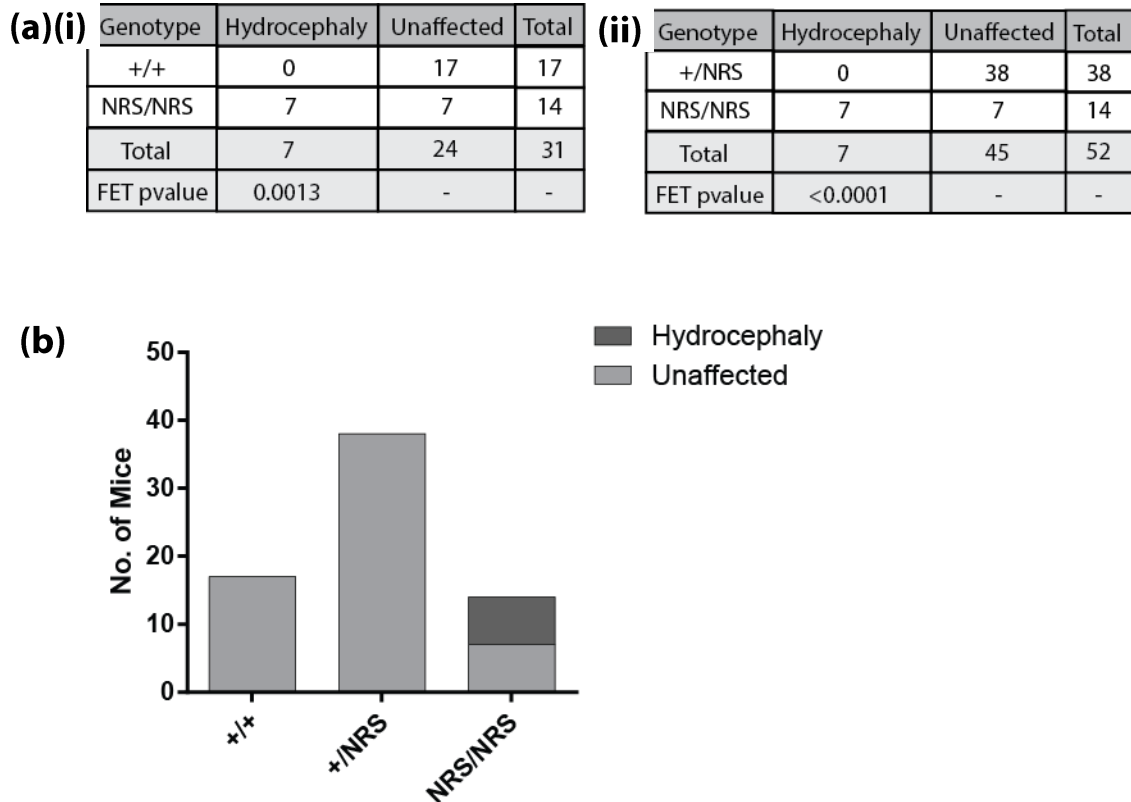 (a)(i)
Genotype Hydrocephaly Unaffected Total
+/+ 0 17 17
NRS/NRS 7 7 14
Total 7 24 31
FET pvalue 0.0013 - -
(ii)
Genotype Hydrocephaly Unaffected Total
+/NRS 0 38 38
NRS/NRS 7 7 14
Total 7 45 52
FET pvalue <0.0001 - -
(b)
Hydrocephaly
Unaffected
No. of Mice
50
40
30
20
10
0
+/+
+/NRS
NRS/NRS